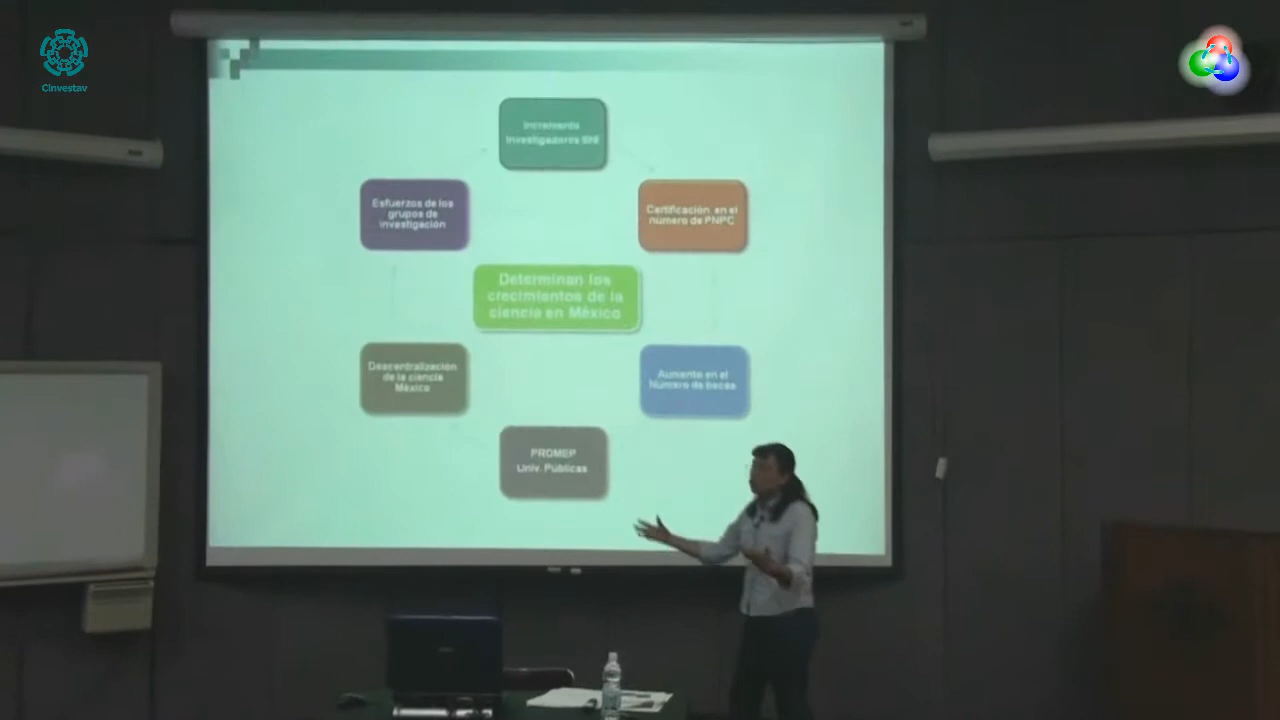 Cinvestav
Incremento
Investigadores SNI
Esfuerzos de los
grupos de
investigación
Certificación en el
número de PNPC
Determinan los
crecimientos de la
ciencia en México
Descentralización
de la ciencia
México
Aumento en el
Número de becas
PROMEP
Univ. Públicas